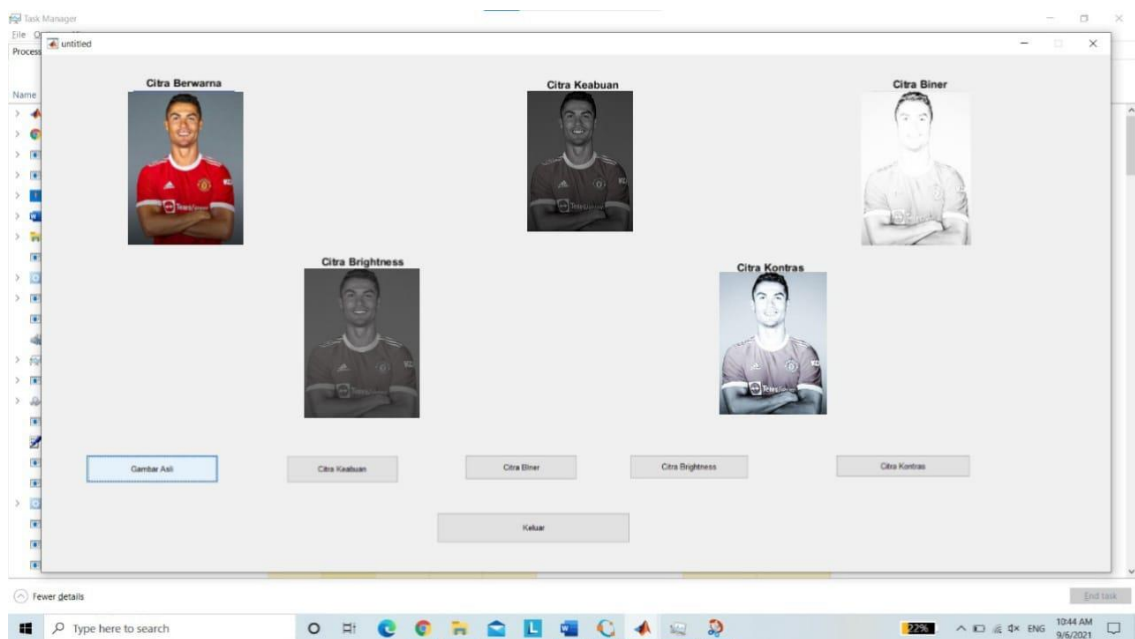 Task Manager
File
untitled
Process
Name
Citra Berwarna
Citra Keabuan
Citra Biner
Citra Brightness
Citra Kontras
Gambar Asli
Citra Keabuan
Citra Biner
Citra Brightness
Citra Kontras
Keluar
Fewer details
End task
Type here to search
22%
ENG
10:44 AM
9/6/2021